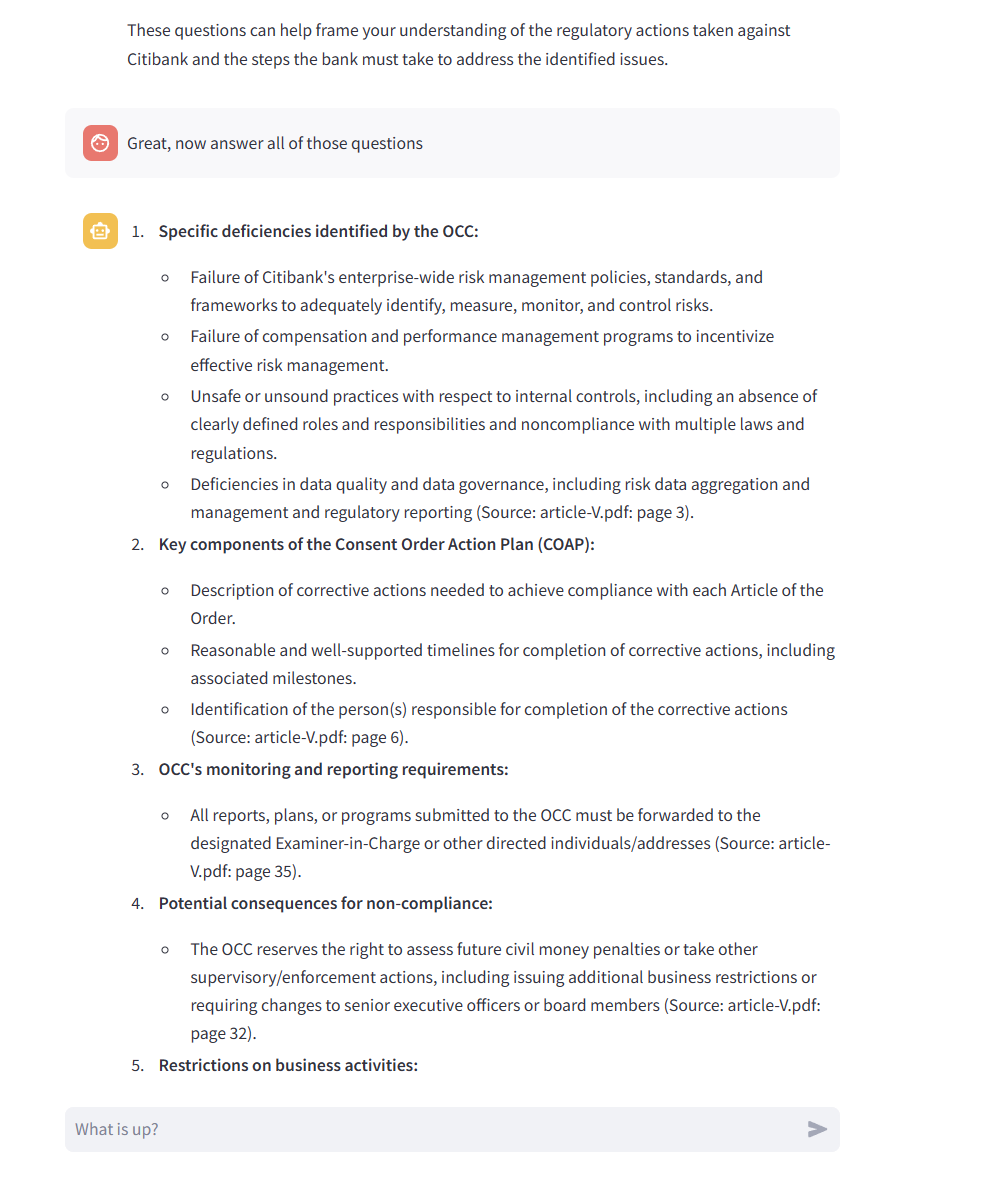 These questions can help frame your understanding of the regulatory actions taken against
Citibank and the steps the bank must take to address the identified issues.
Great, now answer all of those questions
1. Specific deficiencies identified by the OCC:
Failure of Citibank's enterprise-wide risk management policies, standards, and
frameworks to adequately identify, measure, monitor, and control risks.
Failure of compensation and performance management programs to incentivize
effective risk management.
Unsafe or unsound practices with respect to internal controls, including an absence of
clearly defined roles and responsibilities and noncompliance with multiple laws and
regulations.
Deficiencies in data quality and data governance, including risk data aggregation and
management and regulatory reporting (Source: article-V.pdf: page 3).
2. Key components of the Consent Order Action Plan (COAP):
Description of corrective actions needed to achieve compliance with each Article of the
Order.
Reasonable and well-supported timelines for completion of corrective actions, including
associated milestones.
Identification of the person(s) responsible for completion of the corrective actions
(Source: article-V.pdf: page 6).
3. OCC's monitoring and reporting requirements:
All reports, plans, or programs submitted to the OCC must be forwarded to the
designated Examiner-in-Charge or other directed individuals/addresses (Source: article-
V.pdf: page 35).
4. Potential consequences for non-compliance:
The OCC reserves the right to assess future civil money penalties or take other
supervisory/enforcement actions, including issuing additional business restrictions or
requiring changes to senior executive officers or board members (Source: article-V.pdf:
page 32).
5. Restrictions on business activities:
What is up?